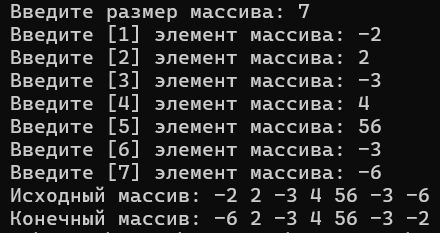 Введите размер массива: 7
Введите [1] элемент массива: -2
Введите [2] элемент массива: 2
Введите [3] элемент массива: -3
Введите [4] элемент массива: 4
Введите [5] элемент массива: 56
Введите [6] элемент массива: -3
Введите [7] элемент массива: -6
Исходный массив: -2 2 -3 4 56 -3 -6
Конечный массив: -6 2 -3 4 56 -3 -2